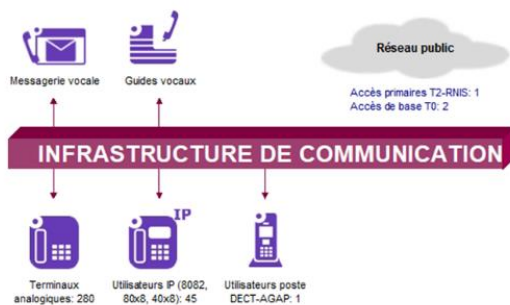 Réseau public
Messagerie vocale
Guides vocaux
Accès primaires T2-RNIS: 1
Accès de base T0: 2
INFRASTRUCTURE DE COMMUNICATION
IP
Terminaux
analogiques: 280
Utilisateurs IP (8082,
80x8, 40x8): 45
Utilisateurs poste
DECT-AGAP: 1